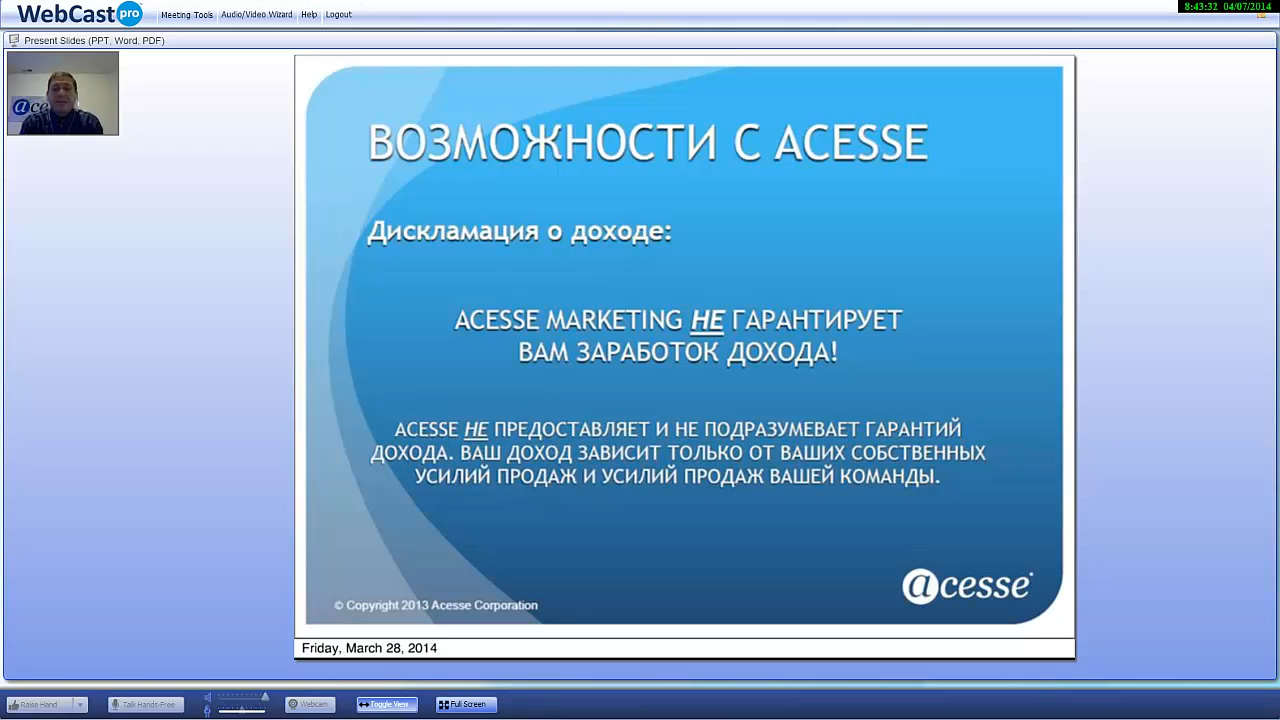 WebCast pro Meeting Tools Audio/Video Wizard Help Logout 8:43:32 04/07/2014
Present Slides (PPT, Word, PDF)
acesse
ВОЗМОЖНОСТИ С ACESSE
Дискламация о доходе:
ACESSE MARKETING НЕ ГАРАНТИРУЕТ
ВАМ ЗАРАБОТОК ДОХОДА!
ACESSE НЕ ПРЕДОСТАВЛЯЕТ И НЕ ПОДРАЗУМЕВАЕТ ГАРАНТИЙ
ДОХОДА. ВАШ ДОХОД ЗАВИСИТ ТОЛЬКО ОТ ВАШИХ СОБСТВЕННЫХ
УСИЛИЙ ПРОДАЖ И УСИЛИЙ ПРОДАЖ ВАШЕЙ КОМАНДЫ.
acesse
© Copyright 2013 Acesse Corporation
Friday, March 28, 2014
Raise Hand Talk Hands-Free Webcam Toggle View Full Screen